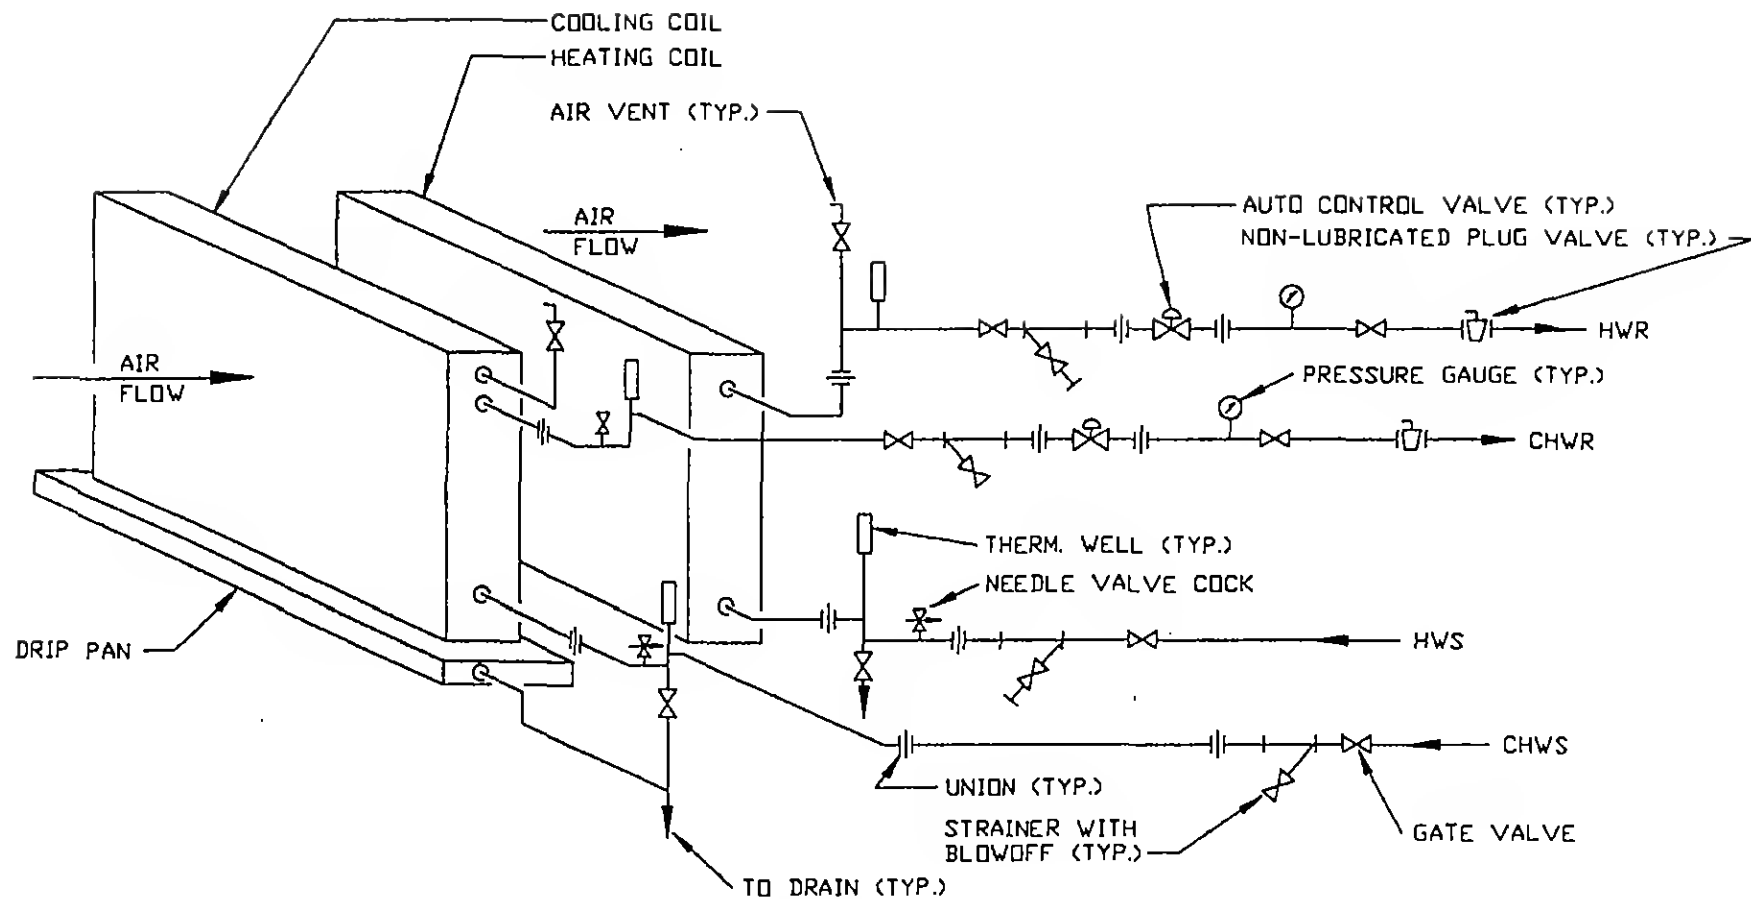 COOLING COIL
HEATING COIL
AIR VENT (TYP.)
AIR
FLOW
AUTO CONTROL VALVE (TYP.)
NON-LUBRICATED PLUG VALVE (TYP.)
HWR
AIR
FLOW
PRESSURE GAUGE (TYP.)
CHWR
THERM. WELL (TYP.)
NEEDLE VALVE COCK
DRIP PAN
HWS
CHWS
UNION (TYP.)
STRAINER WITH
BLOWOFF (TYP.)
GATE VALVE
TO DRAIN (TYP.)